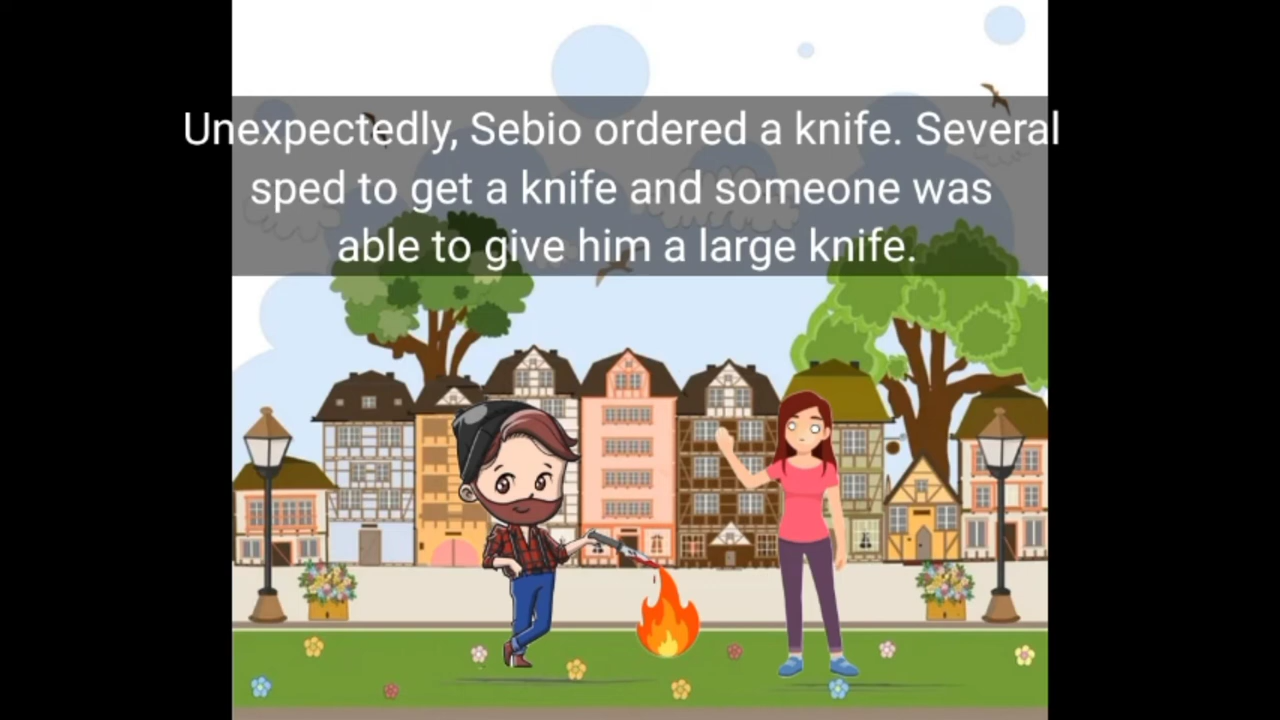 Unexpectedly, Sebio ordered a knife. Several
sped to get a knife and someone was
able to give him a large knife.